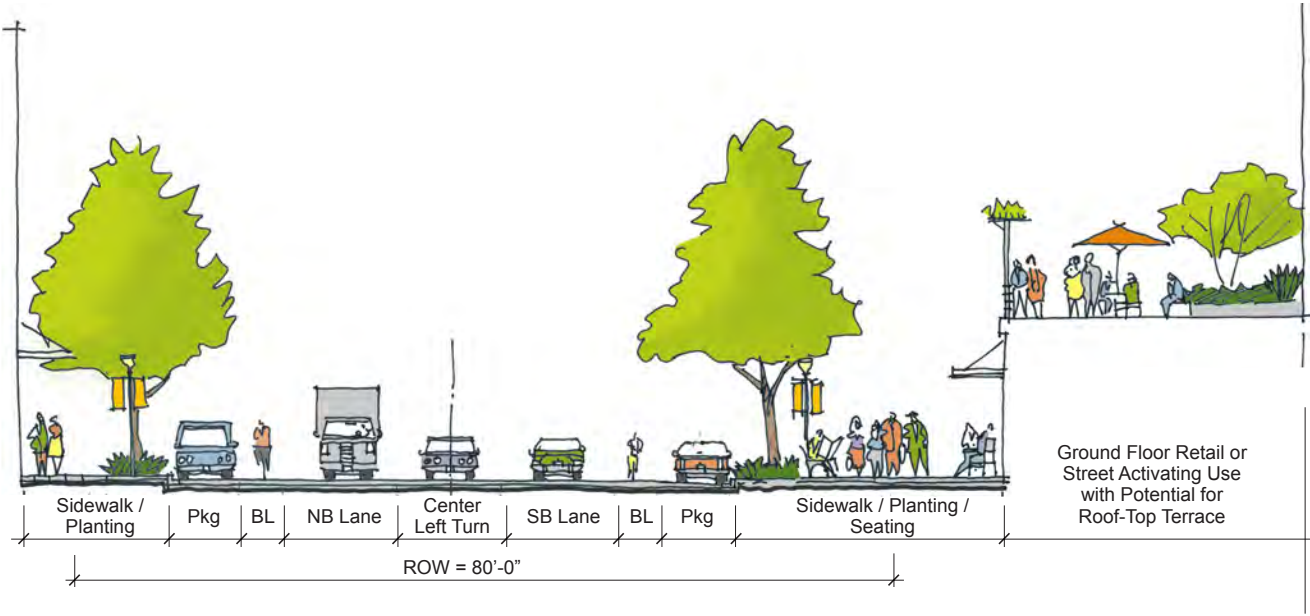 Ground Floor Retail or
Street Activating Use
with Potential for
Roof-Top Terrace
Sidewalk /
Planting
Pkg
BL
NB Lane
Center
Left Turn
SB Lane
BL
Pkg
Sidewalk / Planting /
Seating
ROW = 80’-0”